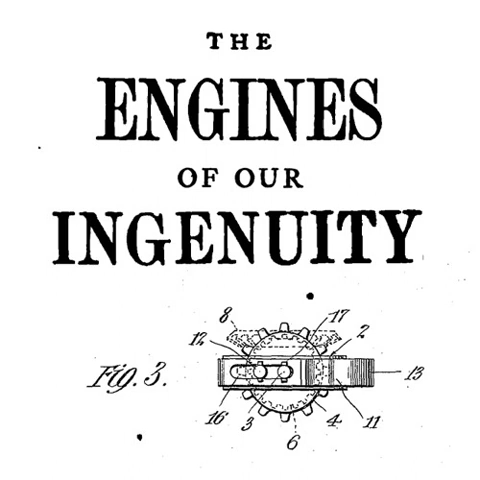 THE
ENGINES
OF OUR
INGENUITY
8
17
12
2
Fig. 3.
13
16
3
4
11
6